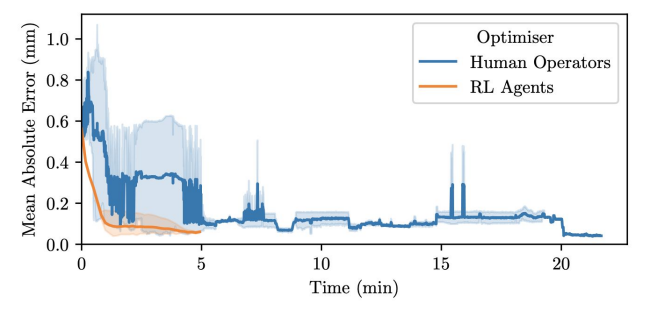 Mean Absolute Error (mm)
1.0
0.8
0.6
0.4
0.2
0.0
Optimiser
Human Operators
RL Agents
0 5 10 15 20
Time (min)